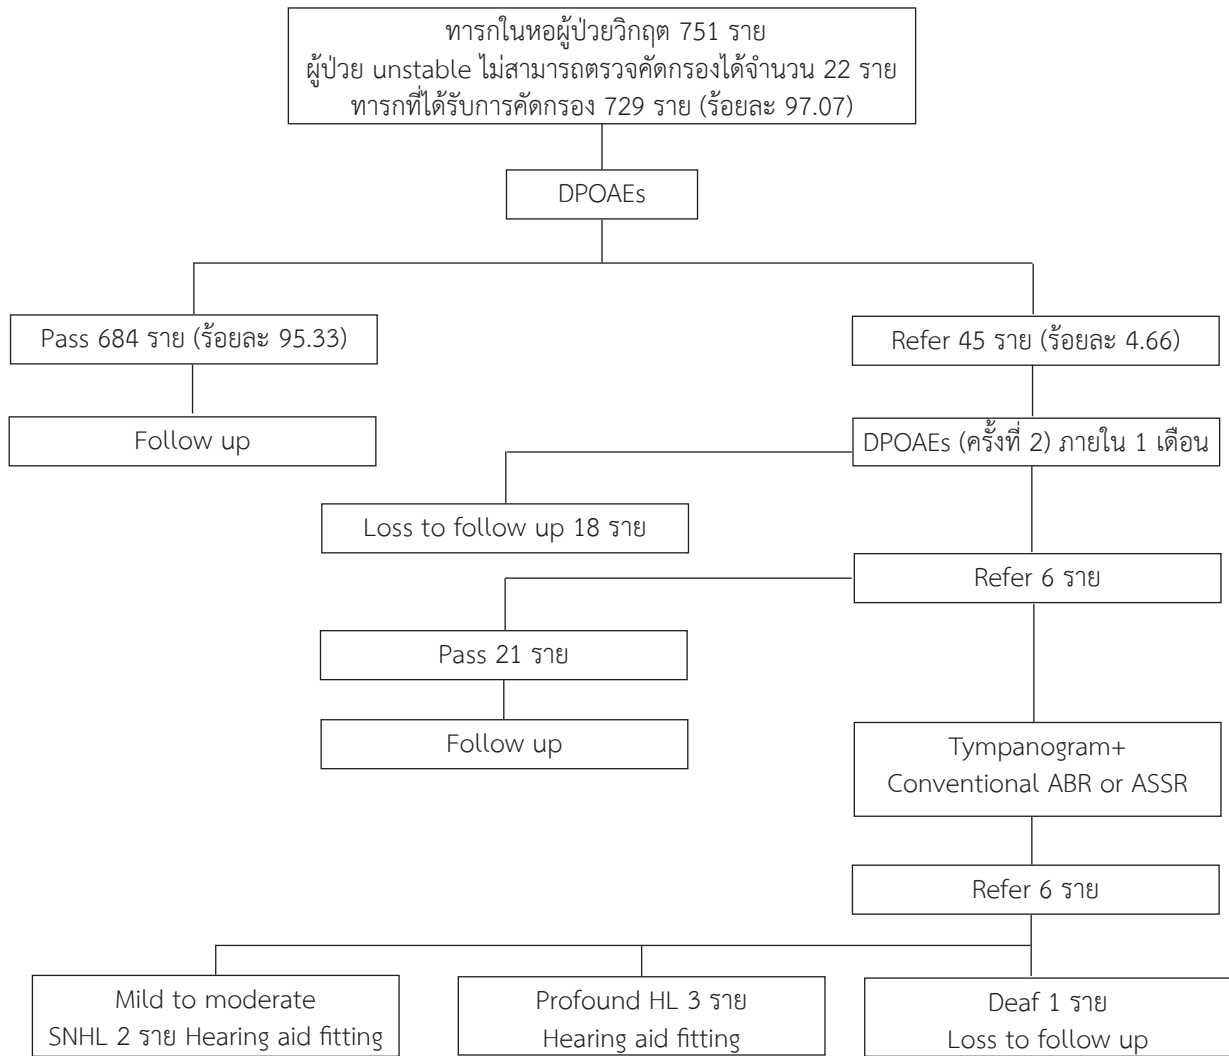 ทารกในหอผู้ป่วยวิกฤต 751 ราย
ผู้ป่วย unstable ไม่สามารถตรวจคัดกรองได้จำนวน 22 ราย
ทารกที่ได้รับการคัดกรอง 729 ราย (ร้อยละ 97.07)
DPOAEs
Pass 684 ราย (ร้อยละ 95.33)
Refer 45 ราย (ร้อยละ 4.66)
Follow up
DPOAEs (ครั้งที่ 2) ภายใน 1 เดือน
Loss to follow up 18 ราย
Refer 6 ราย
Pass 21 ราย
Follow up
Tympanogram+
Conventional ABR or ASSR
Refer 6 ราย
Mild to moderate
SNHL 2 ราย Hearing aid fitting
Profound HL 3 ราย
Hearing aid fitting
Deaf 1 ราย
Loss to follow up